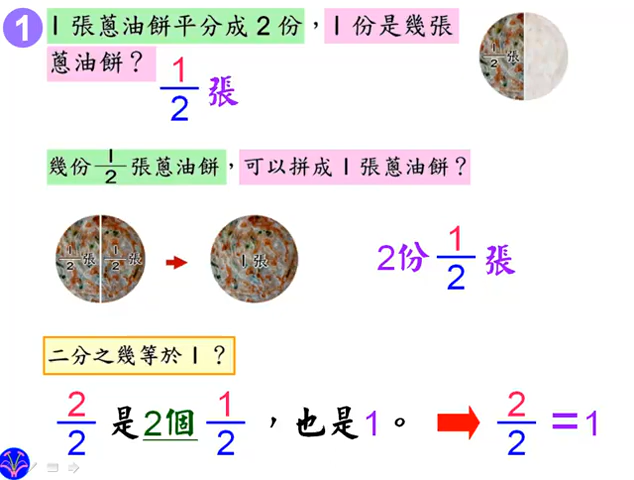 1 1張蔥油餅平分成2份，1份是幾張
蔥油餅？ 1/2 張
1/2 張
幾份1/2張蔥油餅，可以拼成1張蔥油餅？
1/2 張 1/2 張 1張
2份 1/2 張
二分之幾等於1？
2/2 是2個 1/2 ，也是1。 2/2 =1